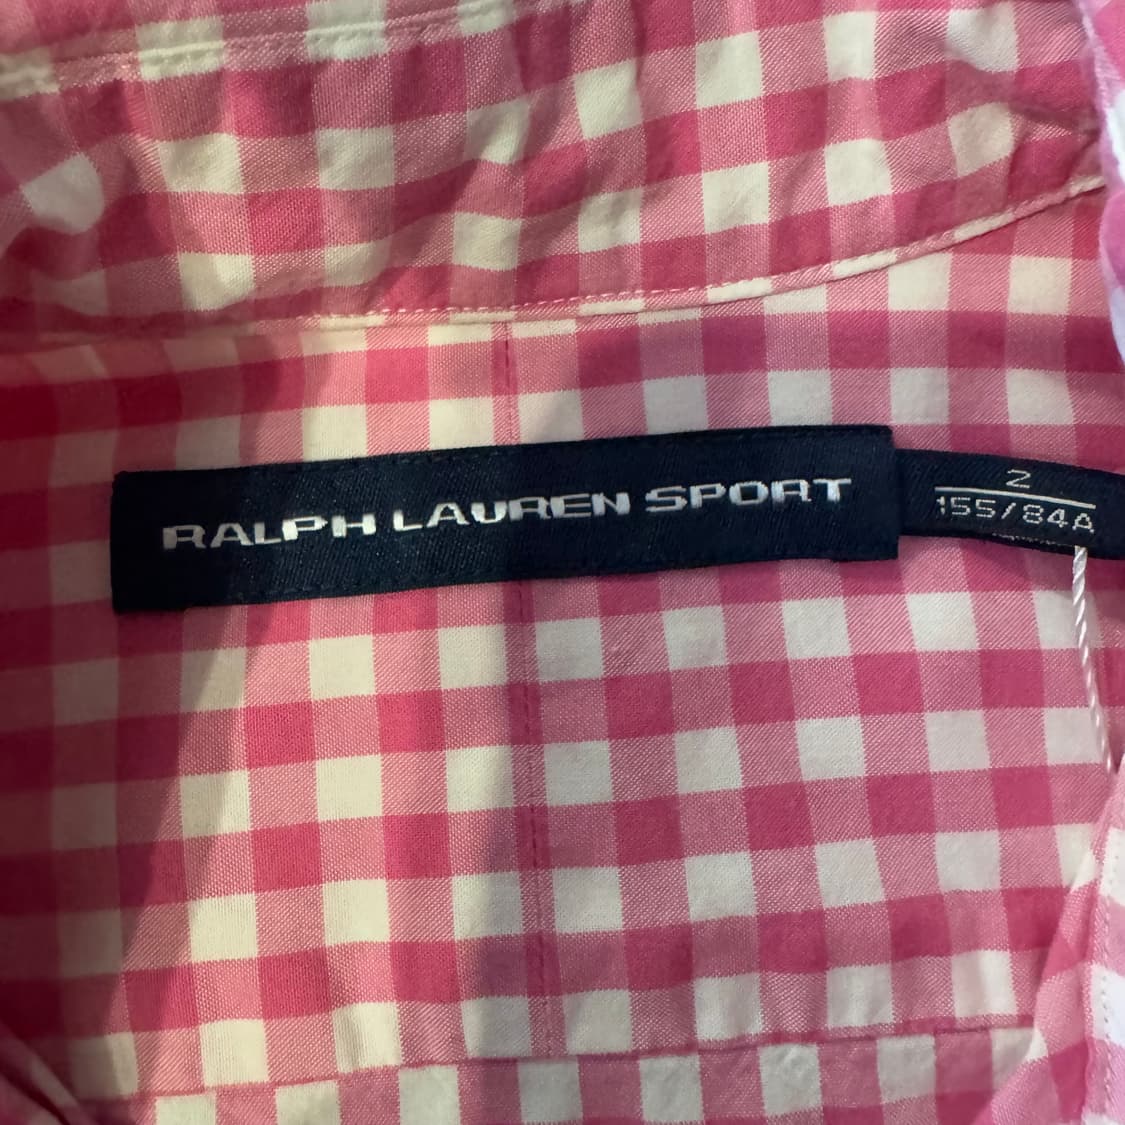 RALPH LAUREN SPORT
2
155/84A